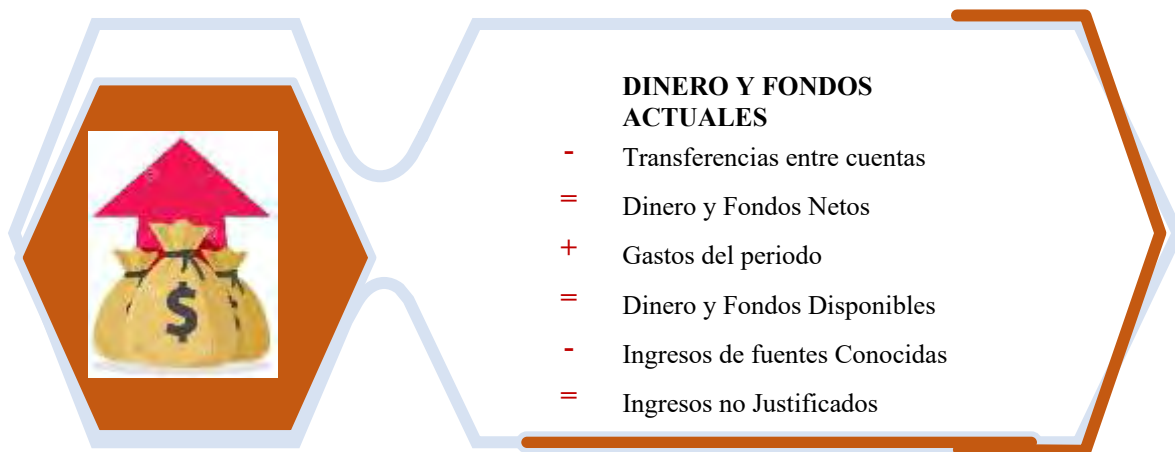 DINERO Y FONDOS
ACTUALES
- Transferencias entre cuentas
= Dinero y Fondos Netos
+ Gastos del periodo
= Dinero y Fondos Disponibles
- Ingresos de fuentes Conocidas
= Ingresos no Justificados
$